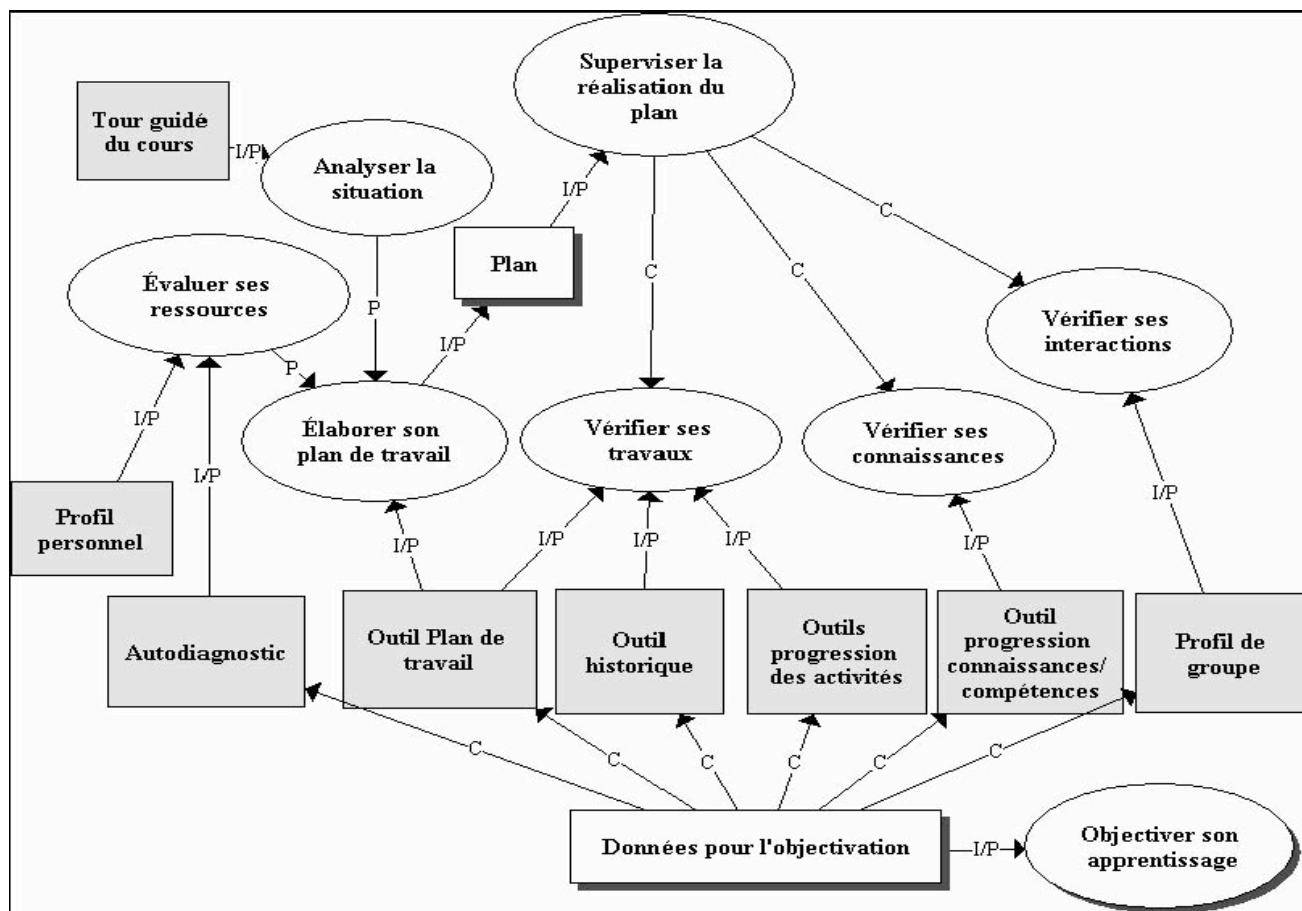 Superviser la
réalisation du
plan
Tour guidé
du cours
I/P
Analyser la
situation
I/P
Plan
C
C
C
Évaluer ses
ressources
P
I/P
P
Vérifier ses
interactions
Élaborer son
plan de travail
Vérifier ses
travaux
Vérifier ses
connaissances
I/P
I/P
I/P
Profil
personnel
I/P
I/P
I/P
I/P
I/P
Autodiagnostic
Outil Plan de
travail
Outil
historique
Outils
progression
des activités
Outil
progression
connaissances/
compétences
Profil de
groupe
C
C
C
C
C
C
Données pour l'objectivation
I/P
Objectiver son
apprentissage